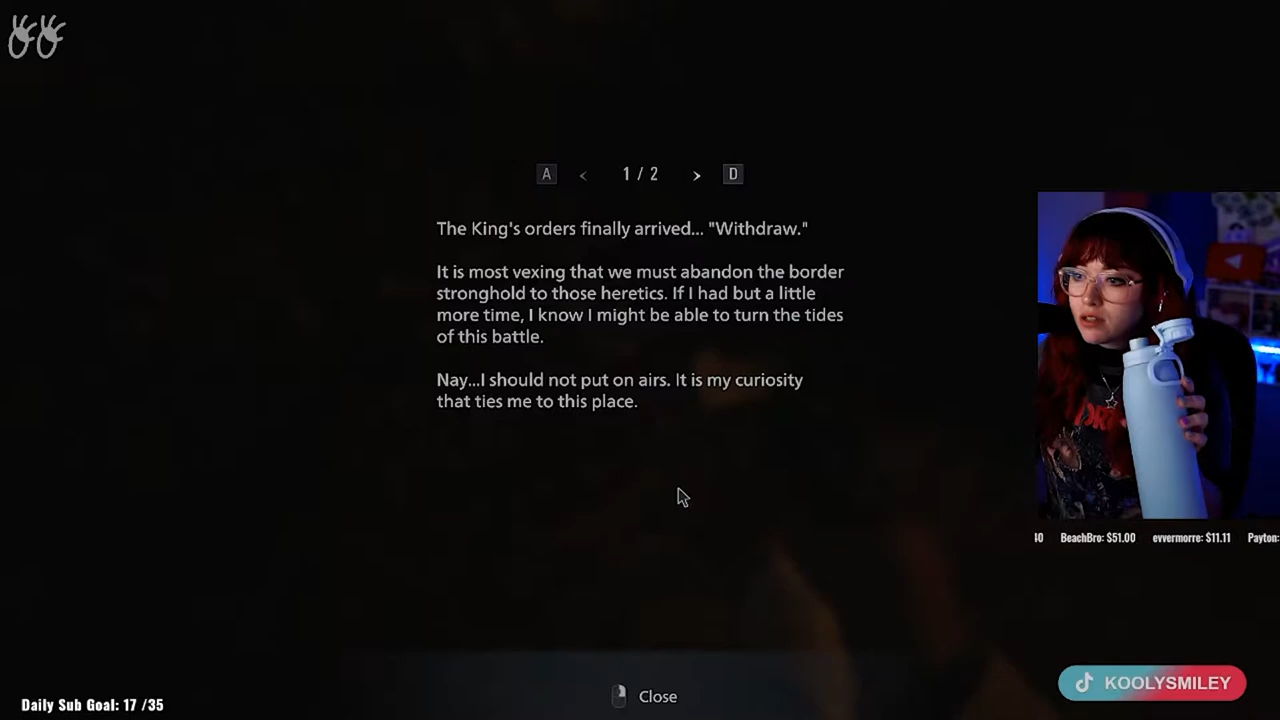 A < 1 / 2 > D
The King's orders finally arrived... "Withdraw."
It is most vexing that we must abandon the border
stronghold to those heretics. If I had but a little
more time, I know I might be able to turn the tides
of this battle.
Nay...I should not put on airs. It is my curiosity
that ties me to this place.
BeachBro: $51.00 evvermorre: $11.11 Payton:
Close
KOOLYSMILEY
Daily Sub Goal: 17 /35